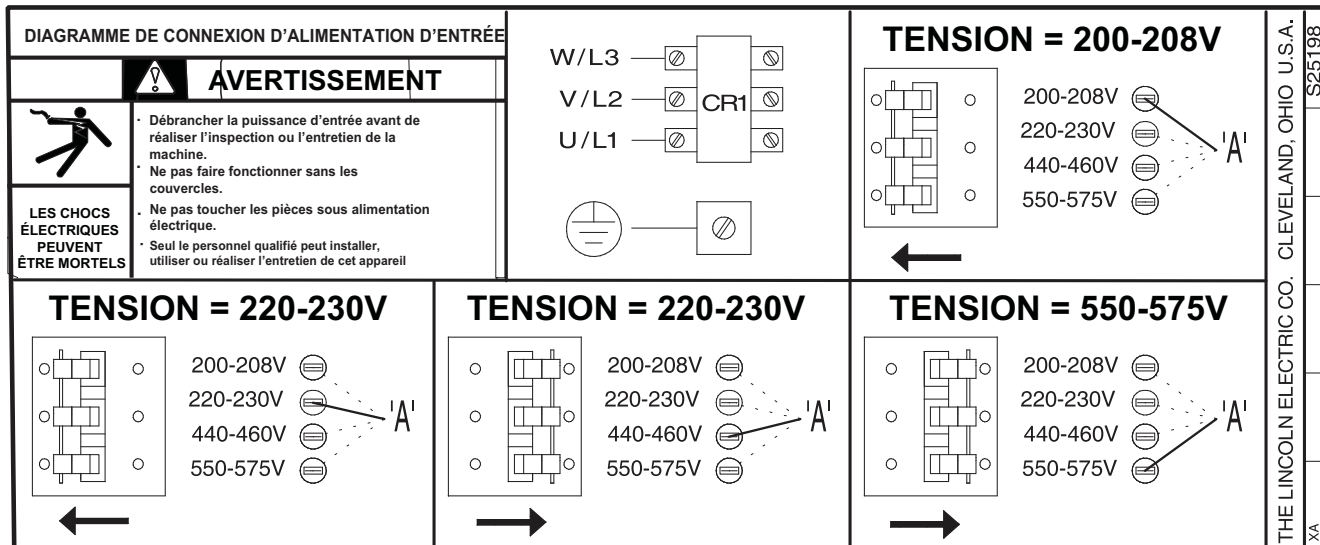 DIAGRAMME DE CONNEXION D’ALIMENTATION D’ENTRÉE
AVERTISSEMENT
· Débrancher la puissance d’entrée avant de
réaliser l’inspection ou l’entretien de la
machine.
· Ne pas faire fonctionner sans les
couvercles.
· Ne pas toucher les pièces sous alimentation
électrique.
· Seul le personnel qualifié peut installer,
utiliser ou réaliser l’entretien de cet appareil
LES CHOCS
ÉLECTRIQUES
PEUVENT
ÊTRE MORTELS
W/L3
V/L2
U/L1
CR1
TENSION = 200-208V
200-208V
220-230V
440-460V
550-575V
'A'
TENSION = 220-230V
200-208V
220-230V
440-460V
550-575V
'A'
TENSION = 220-230V
200-208V
220-230V
440-460V
550-575V
'A'
TENSION = 550-575V
200-208V
220-230V
440-460V
550-575V
'A'
THE LINCOLN ELECTRIC CO. CLEVELAND, OHIO U.S.A.
S25198
XA